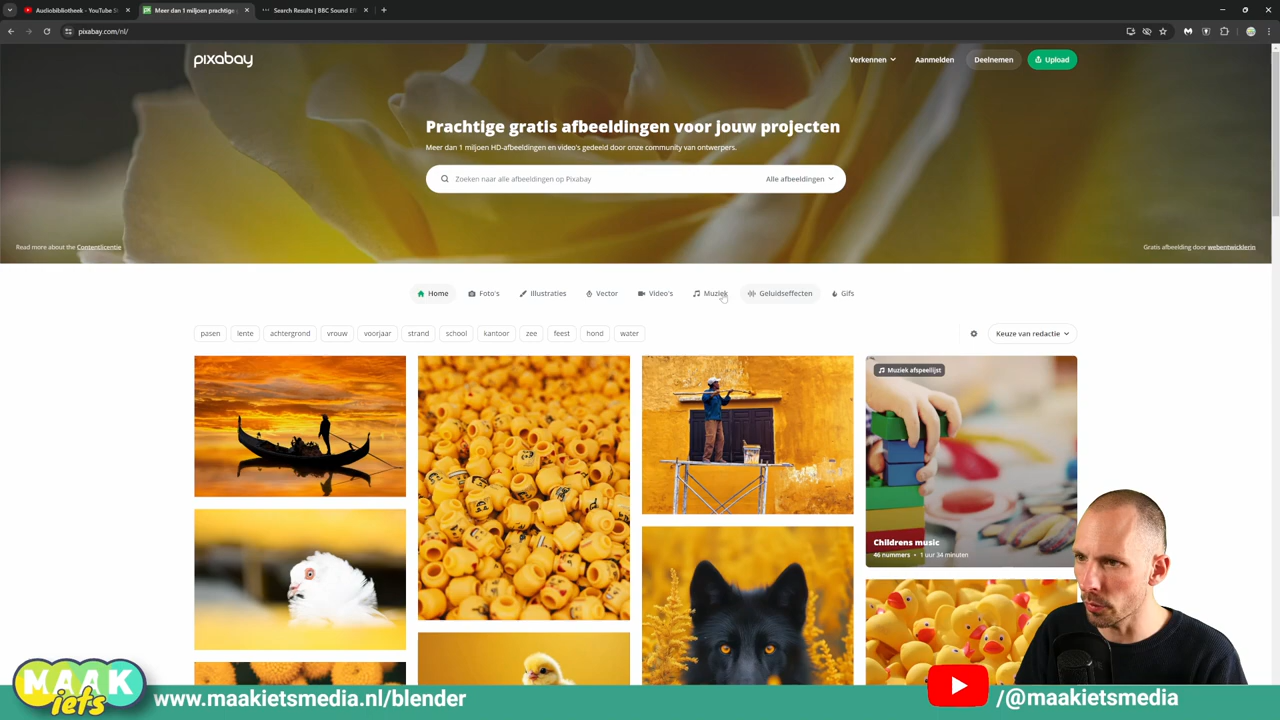 Audiobibliotheek - YouTube St
Meer dan 1 miljoen prachtige
Search Results | BBC Sound Ef
pixabay.com/nl/
pixabay
Verkennen
Aanmelden
Deelnemen
Upload
Prachtige gratis afbeeldingen voor jouw projecten
Meer dan 1 miljoen HD-afbeeldingen en video's gedeeld door onze community van ontwerpers.
Zoeken naar alle afbeeldingen op Pixabay
Alle afbeeldingen
Read more about the Contentlicentie
Gratis afbeelding door webentwicklerin
Home
Foto's
Illustraties
Vector
Video's
Muziek
Geluidseffecten
Gifs
pasen
lente
achtergrond
vrouw
voorjaar
strand
school
kantoor
zee
feest
hond
water
Keuze van redactie
Muziek afspeellijst
Childrens music
46 nummers • 1 uur 34 minuten
MAAK
iets
www.maakietsmedia.nl/blender
/@maakietsmedia